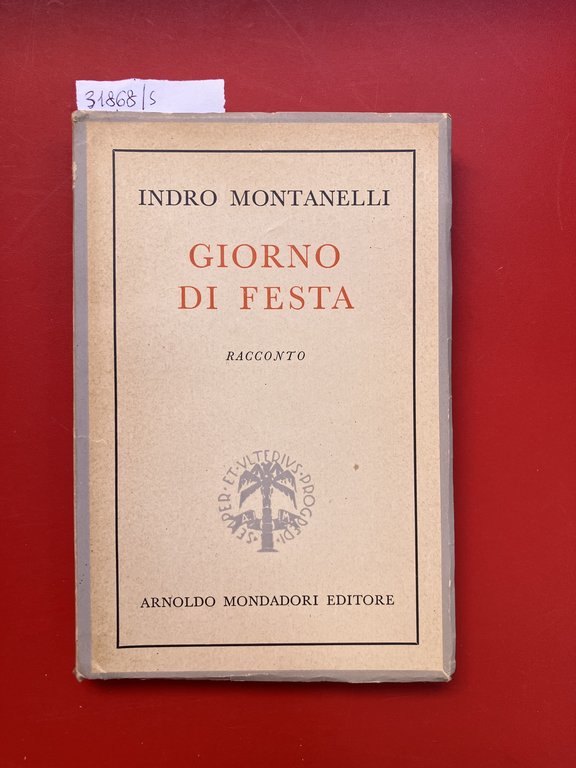 31868/s
INDRO MONTANELLI
GIORNO
DI FESTA
RACCONTO
SEMPER·ET·VLTERIVS·PROGREDI·
A M
ARNOLDO MONDADORI EDITORE